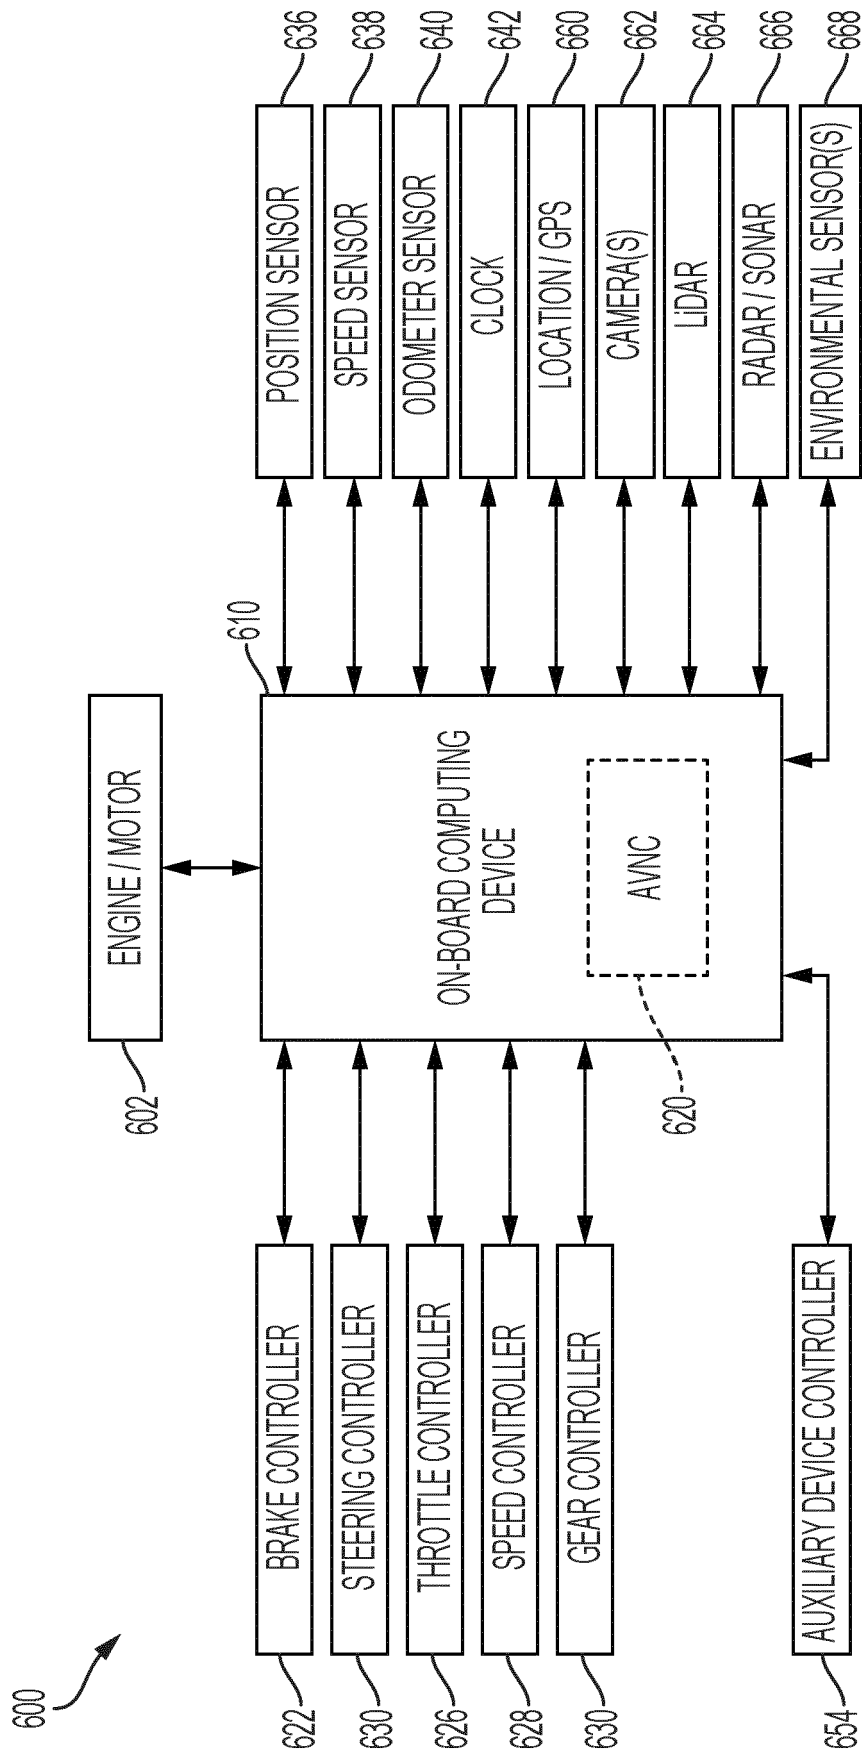 600
ENGINE / MOTOR
602
610
ON-BOARD COMPUTING
DEVICE
AVNC
620
622
BRAKE CONTROLLER
630
STEERING CONTROLLER
626
THROTTLE CONTROLLER
628
SPEED CONTROLLER
630
GEAR CONTROLLER
654
AUXILIARY DEVICE CONTROLLER
POSITION SENSOR
636
SPEED SENSOR
638
ODOMETER SENSOR
640
CLOCK
642
LOCATION / GPS
660
CAMERA(S)
662
LiDAR
664
RADAR / SONAR
666
ENVIRONMENTAL SENSOR(S)
668